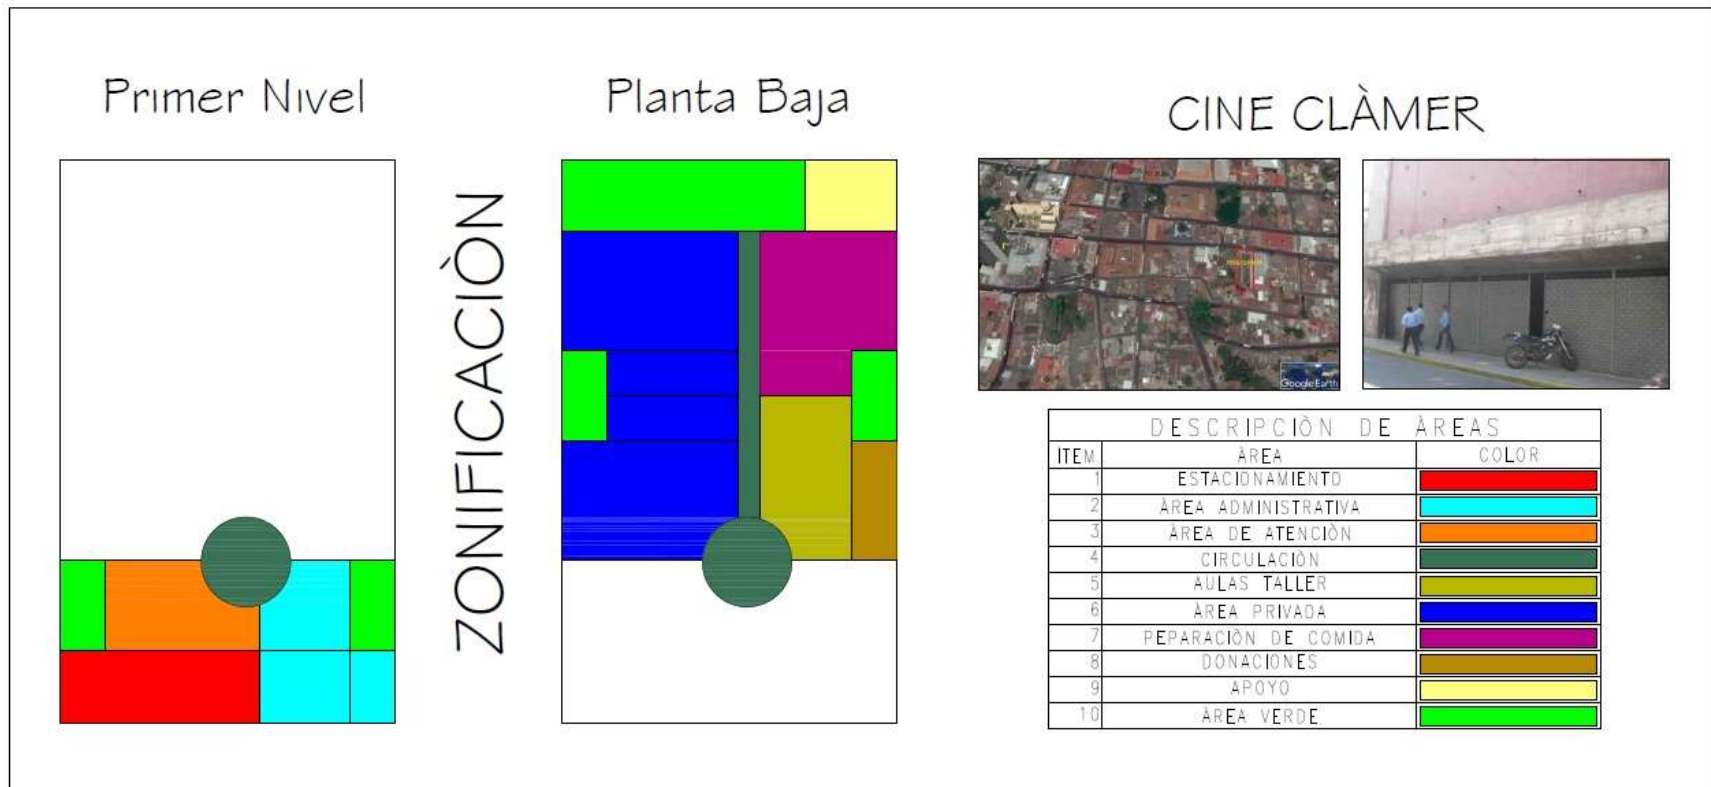 Primer Nivel
ZONIFICACIÒN
Planta Baja
CINE CLÀMER
Google Earth
DESCRIPCIÒN DE ÀREAS
ITEM ÀREA COLOR
1 ESTACIONAMIENTO
2 ÀREA ADMINISTRATIVA
3 ÀREA DE ATENCIÒN
4 CIRCULACIÒN
5 AULAS TALLER
6 ÀREA PRIVADA
7 PEPARACIÒN DE COMIDA
8 DONACIONES
9 APOYO
10 ÀREA VERDE